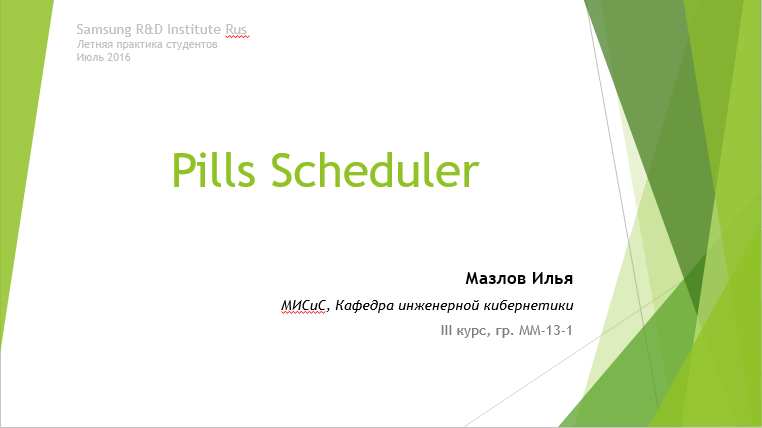 Samsung R&D Institute Rus
Летняя практика студентов
Июль 2016
Pills Scheduler
Мазлов Илья
МИСиС, Кафедра инженерной кибернетики
III курс, гр. ММ-13-1